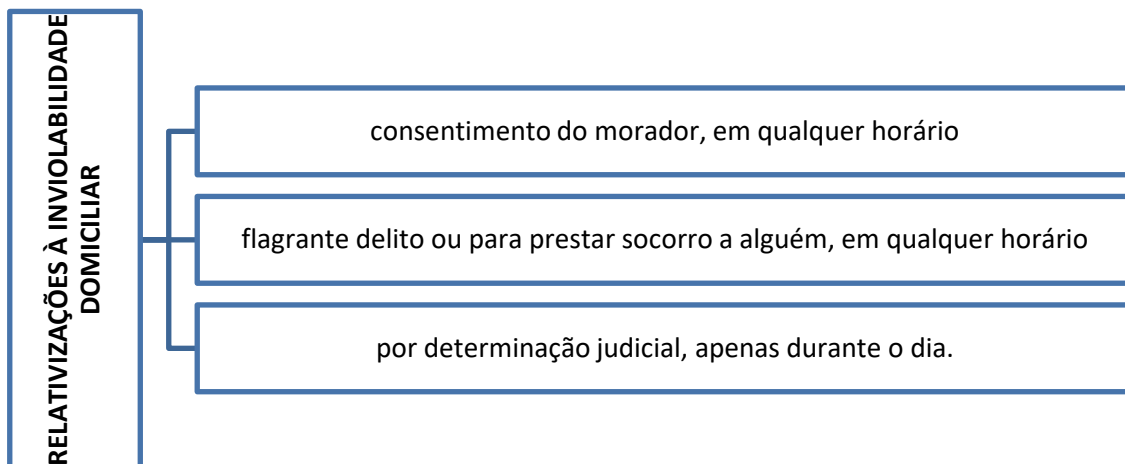 RELATIVIZAÇÕES À INVIOLABILIDADE
DOMICILIAR
consentimento do morador, em qualquer horário
flagrante delito ou para prestar socorro a alguém, em qualquer horário
por determinação judicial, apenas durante o dia.